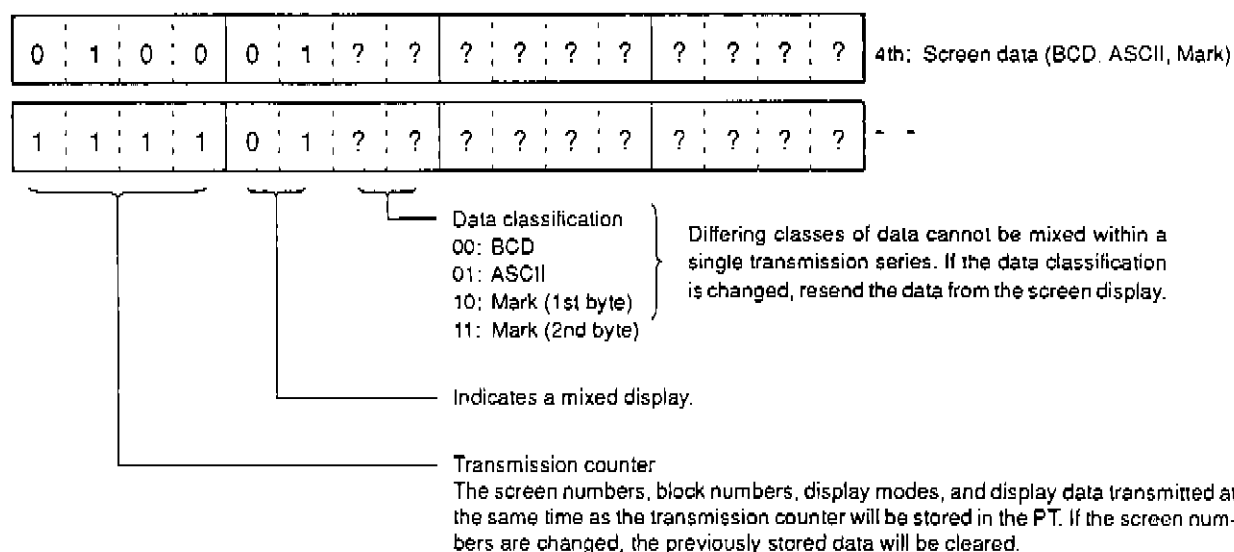 0 1 0 0 0 1 ? ? ? ? ? ? ? ? ? ? 4th: Screen data (BCD, ASCII, Mark)
1 1 1 1 0 1 ? ? ? ? ? ? ? ? ? ? - -
Data classification
00: BCD
01: ASCII
10: Mark (1st byte)
11: Mark (2nd byte)
Differing classes of data cannot be mixed within a
single transmission series. If the data classification
is changed, resend the data from the screen display.
Indicates a mixed display.
Transmission counter
The screen numbers, block numbers, display modes, and display data transmitted at
the same time as the transmission counter will be stored in the PT. If the screen num-
bers are changed, the previously stored data will be cleared.